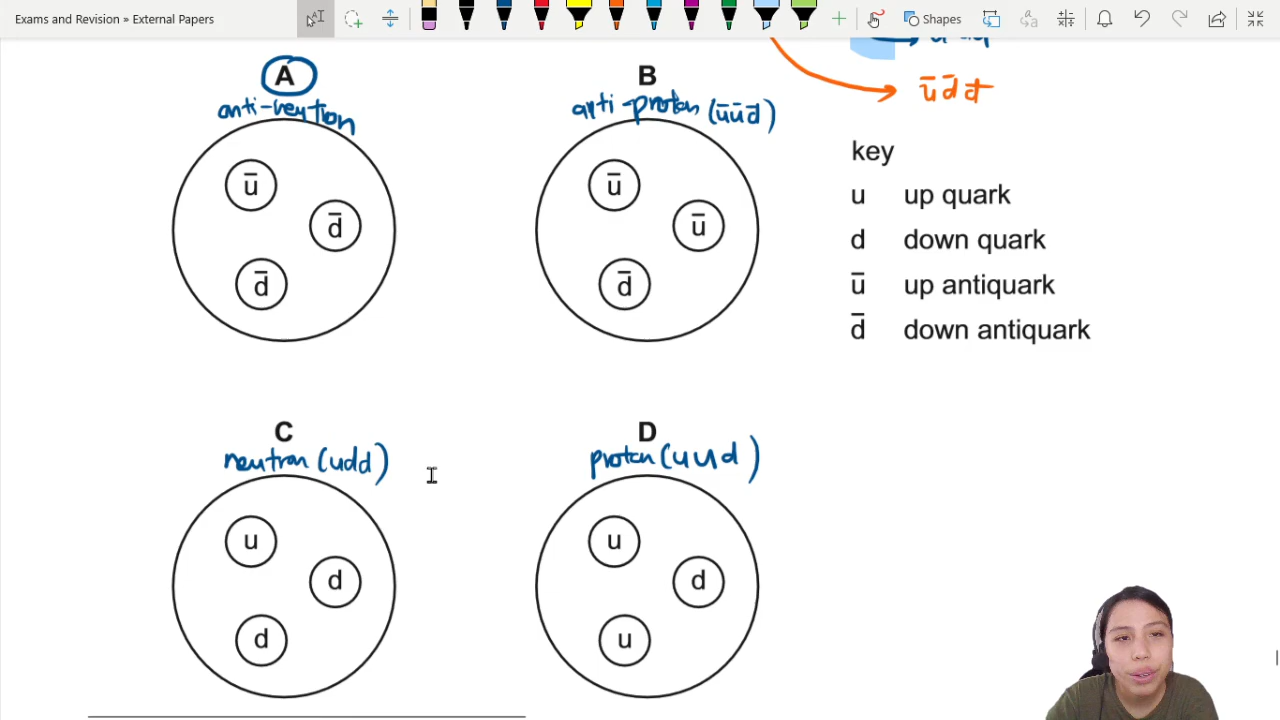 Exams and Revision » External Papers
Shapes
A
anti-neutron
ū
d̄
d̄
B
anti-proton (ūūd̄)
ū
ū
d̄
ū d̄ d̄
key
u up quark
d down quark
ū up antiquark
d̄ down antiquark
C
neutron (udd)
u
d
d
D
proton (uud)
u
d
u